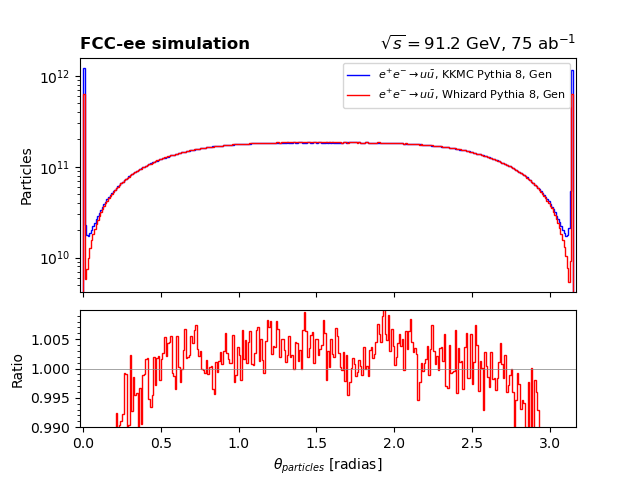 FCC-ee simulation
√s = 91.2 GeV, 75 ab⁻¹
e⁺e⁻ → uū, KKMC Pythia 8, Gen
e⁺e⁻ → uū, Whizard Pythia 8, Gen
Particles
10¹²
10¹¹
10¹⁰
Ratio
1.005
1.000
0.995
0.990
0.0 0.5 1.0 1.5 2.0 2.5 3.0
θ_particles [radias]